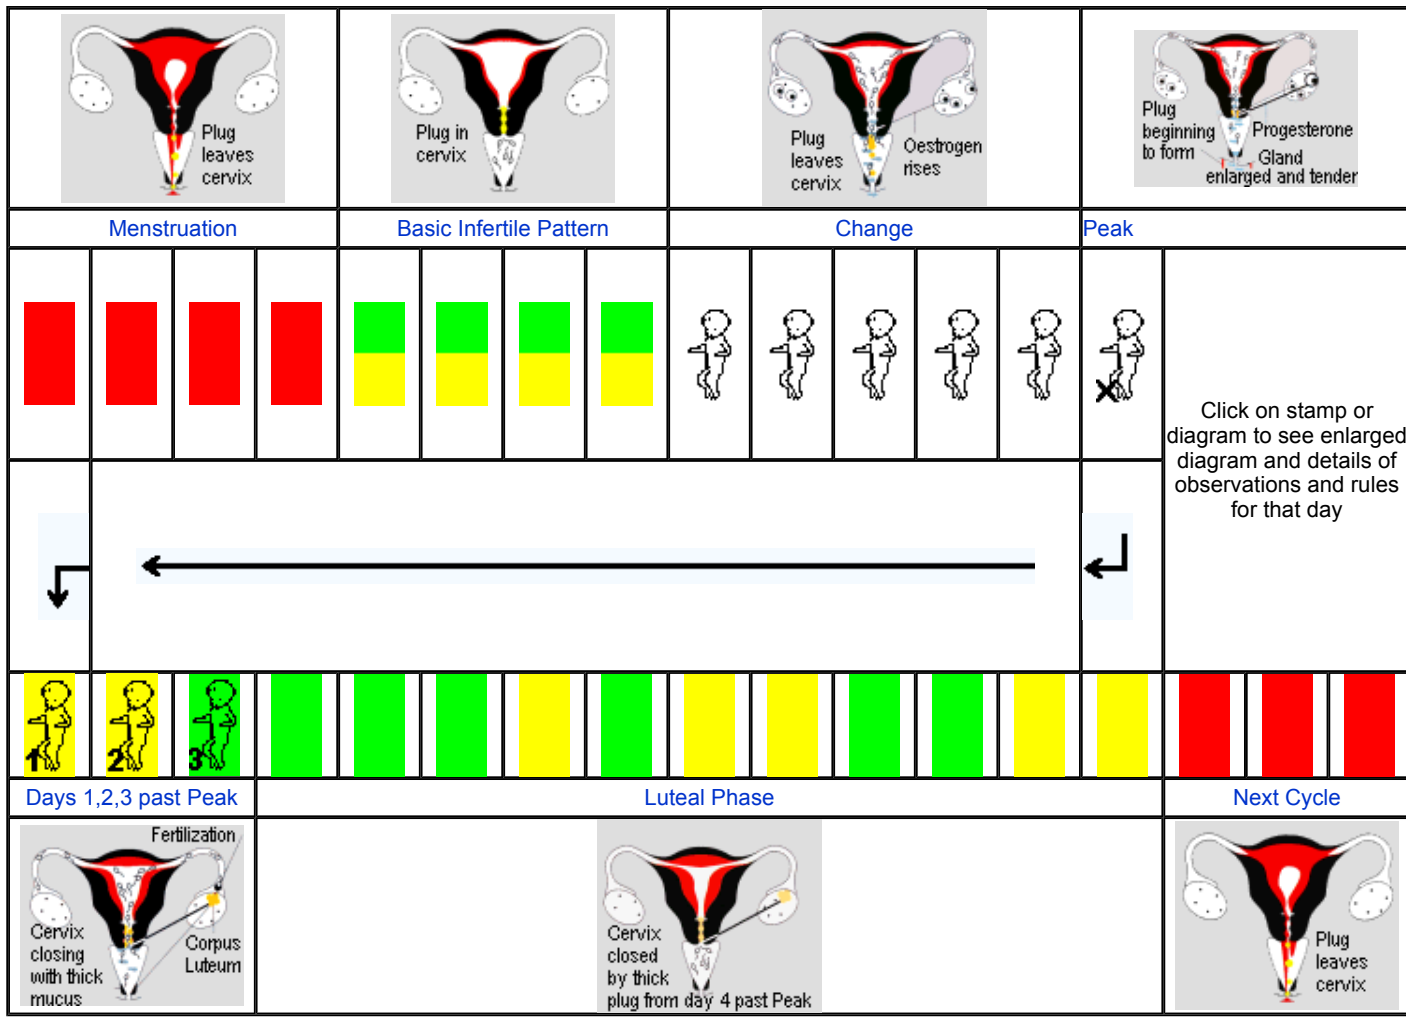 Plug
leaves
cervix
Plug in
cervix
Plug
leaves
cervix
Oestrogen
rises
Plug
beginning
to form
Progesterone
Gland
enlarged and tender
Menstruation
Basic Infertile Pattern
Change
Peak
X
Click on stamp or
diagram to see enlarged
diagram and details of
observations and rules
for that day
1
2
3
Days 1,2,3 past Peak
Luteal Phase
Next Cycle
Fertilization
Cervix
closing
with thick
mucus
Corpus
Luteum
Cervix
closed
by thick
plug from day 4 past Peak
Plug
leaves
cervix